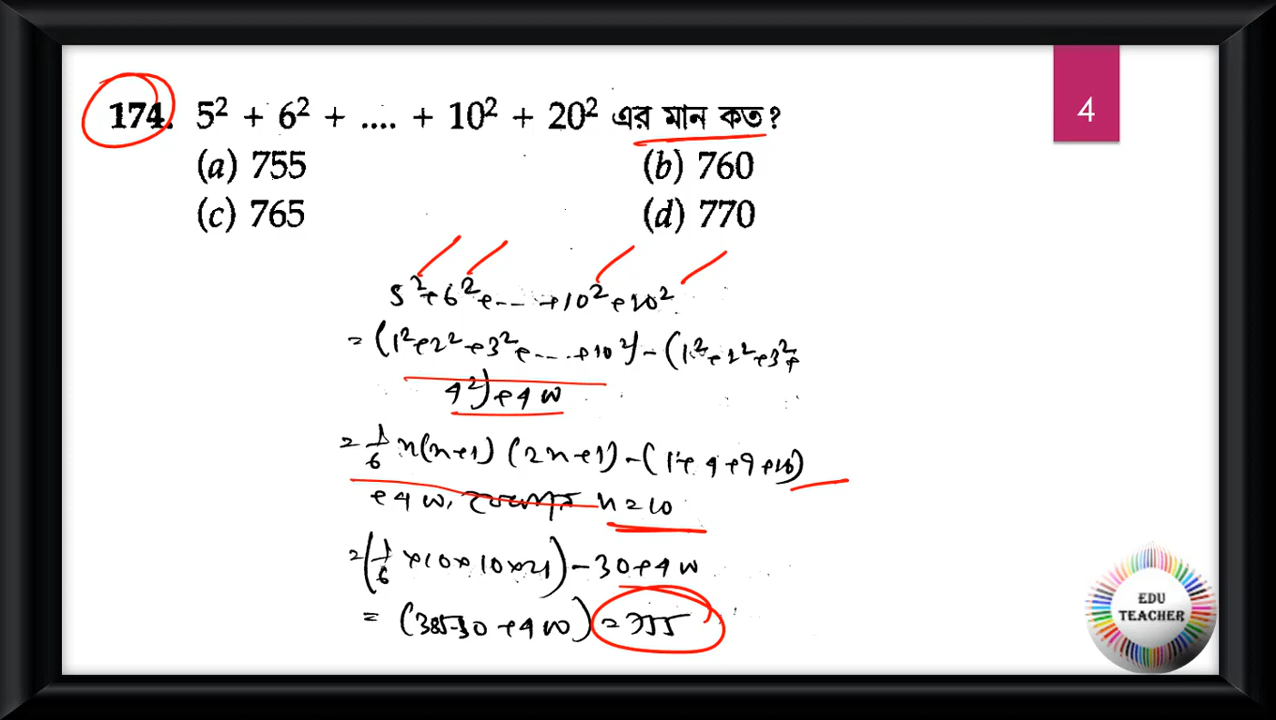 4
174. 5² + 6² + .... + 10² + 20² এর মান কত?
(a) 755 (b) 760
(c) 765 (d) 770
5²+6²+... +10²+20²
= (1²+2²+3²+....+10²) - (1²+2²+3²+
4²)+400
= 1/6 n(n+1) (2n+1) - (1+4+9+16)
+400, n=10
= (1/6 ×10× 10×21) - 30+400
= (385-30+400) = 755
EDU
TEACHER